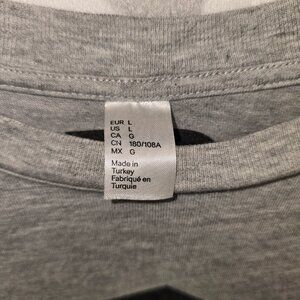 EUR L
US L
CA G
CN 180/108A
MX G
Made in
Turkey
Fabriqué en
Turquie